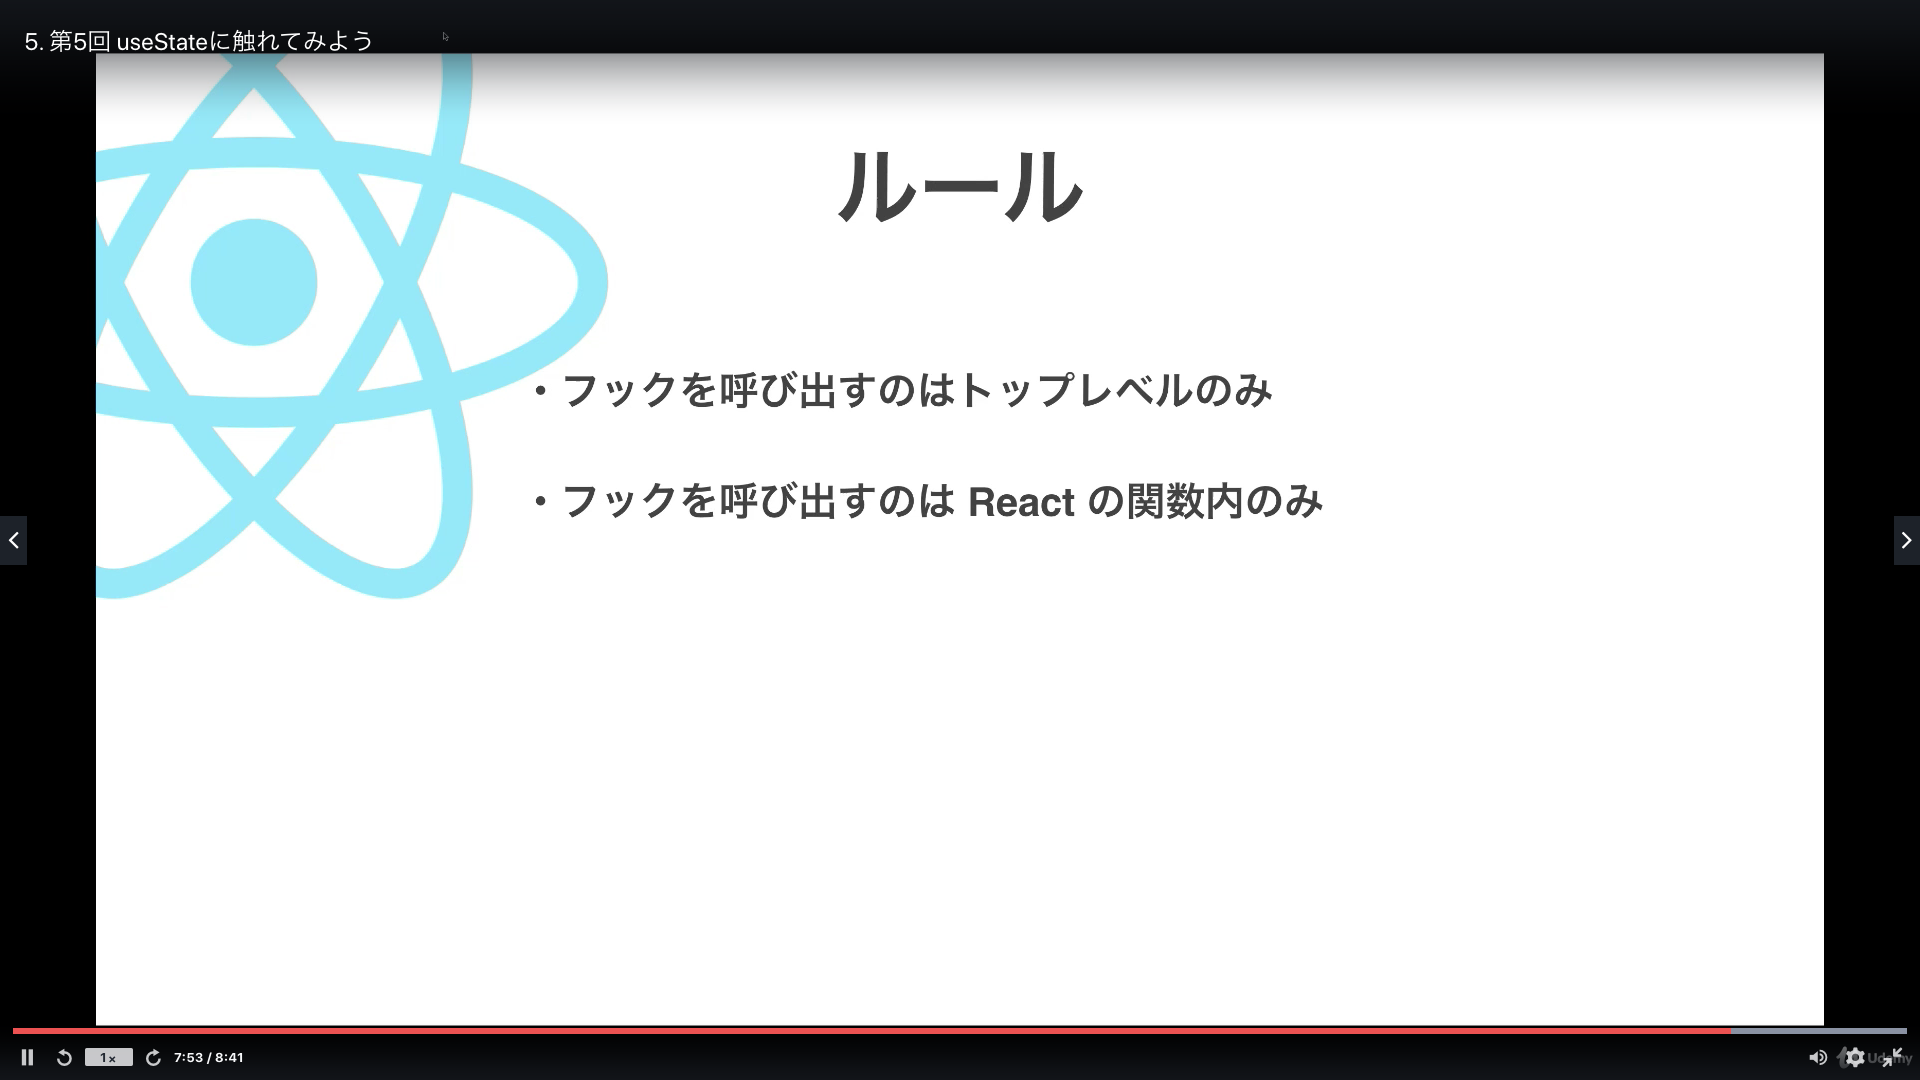 5. 第5回 useStateに触れてみよう
ルール
・フックを呼び出すのはトップレベルのみ
・フックを呼び出すのは React の関数内のみ
1x
7:53 / 8:41
Udemy